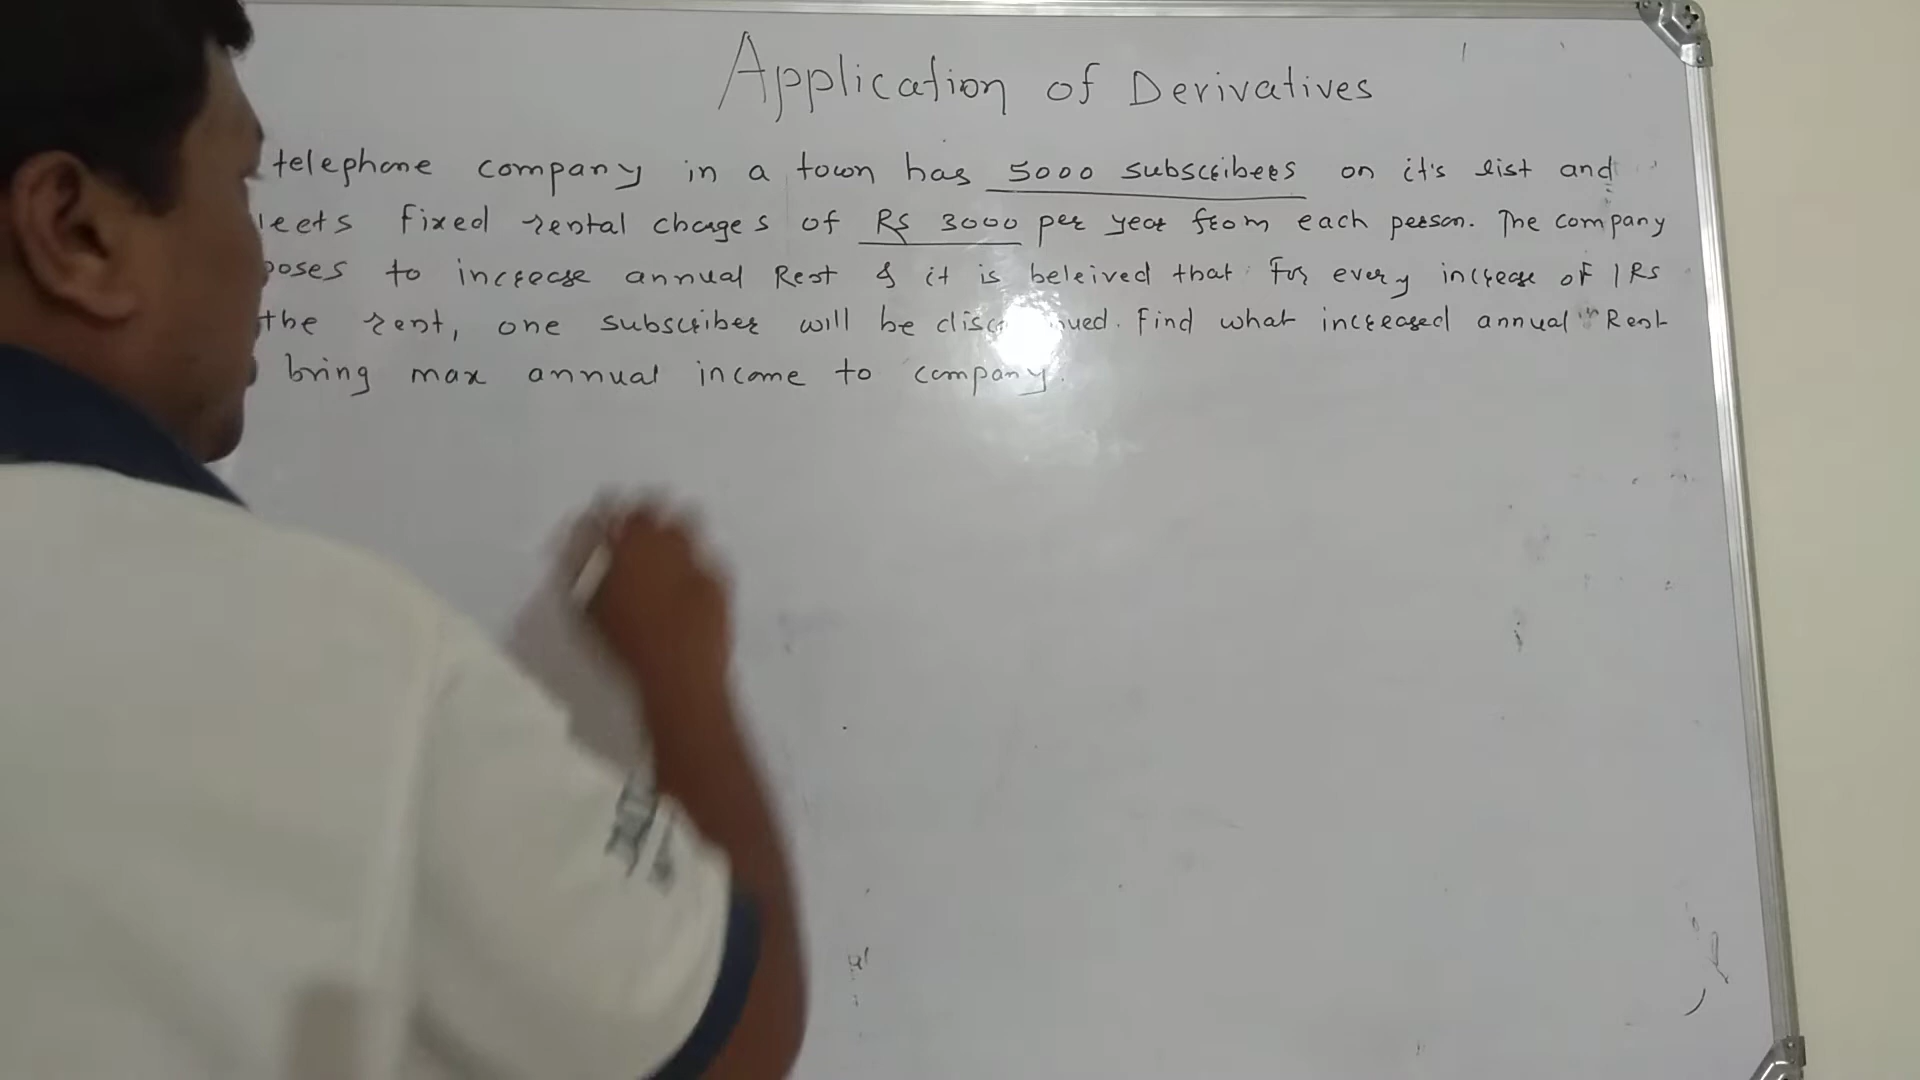 Application of Derivatives
telephone company in a town has 5000 subscribers on it's list and
lects fixed rental charges of Rs 3000 per year from each person. The company
poses to increase annual Rent & it is beleived that for every increase of 1 Rs
the rent, one subscriber will be disc nued. Find what increased annual Rent
bring max annual income to company.